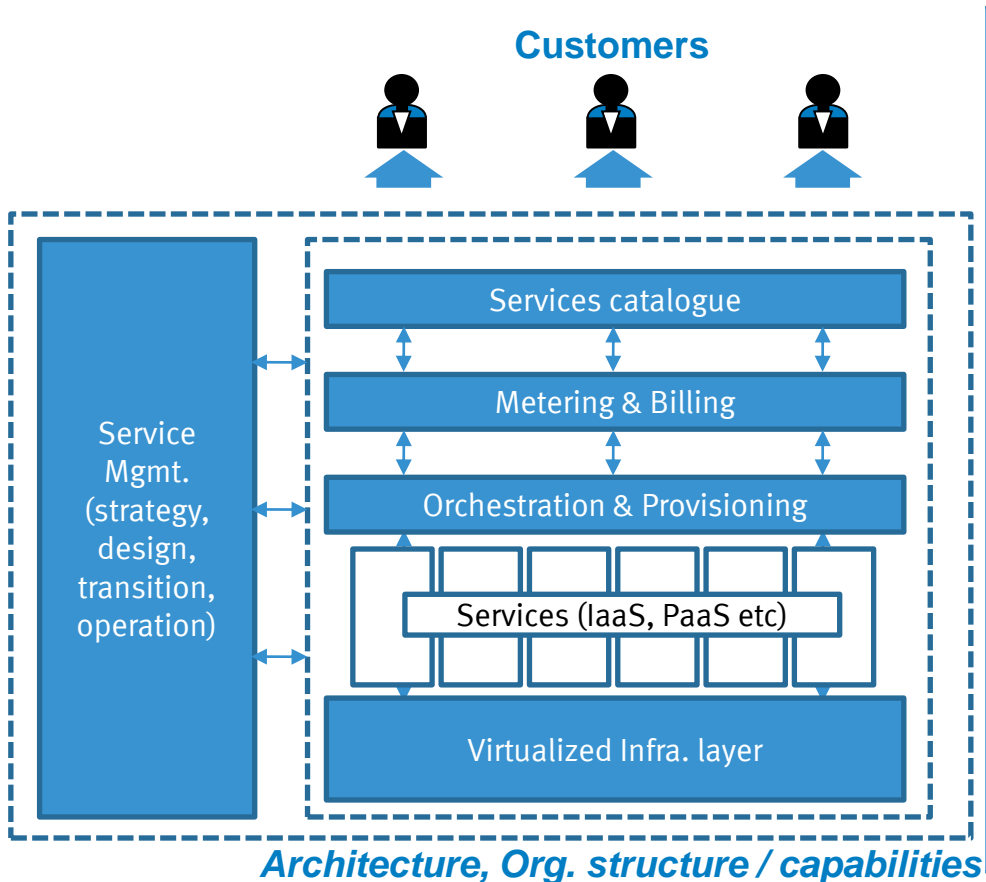 Customers
Services catalogue
Metering & Billing
Orchestration & Provisioning
Services (IaaS, PaaS etc)
Virtualized Infra. layer
Service
Mgmt.
(strategy,
design,
transition,
operation)
Architecture, Org. structure / capabilities